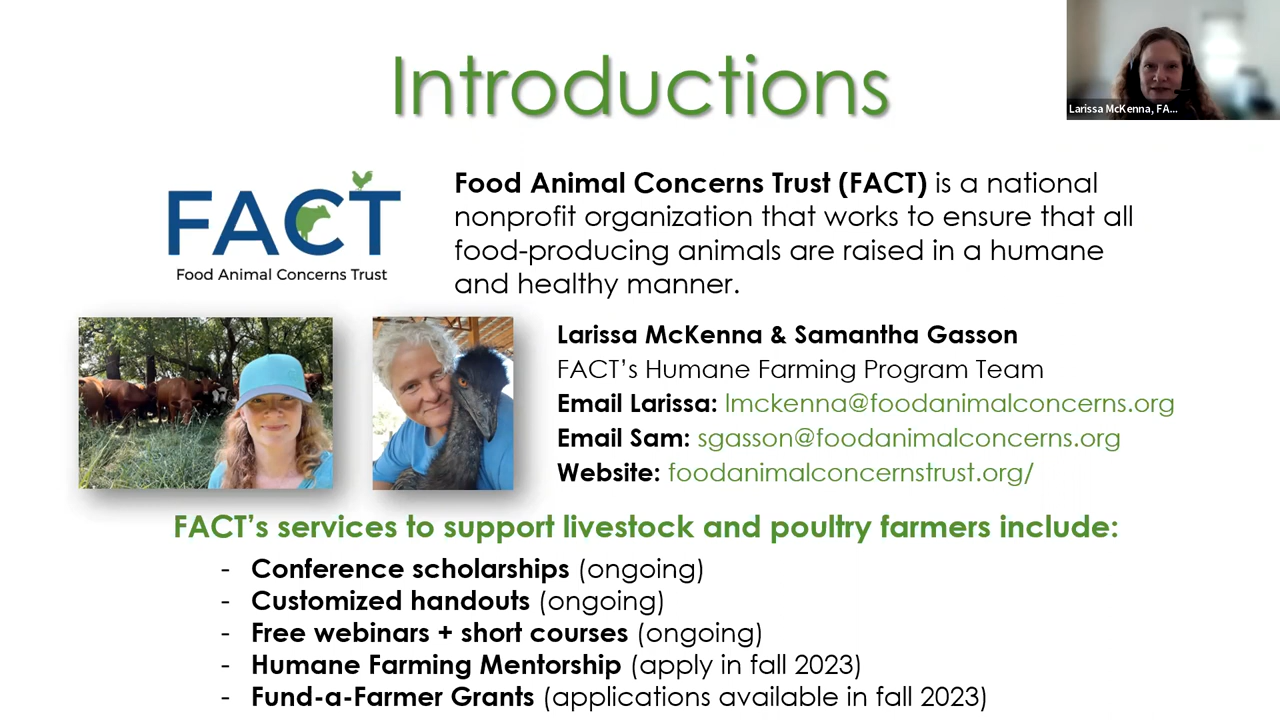 Introductions
Larissa McKenna, FA...
FACT
Food Animal Concerns Trust
Food Animal Concerns Trust (FACT) is a national
nonprofit organization that works to ensure that all
food-producing animals are raised in a humane
and healthy manner.
Larissa McKenna & Samantha Gasson
FACT’s Humane Farming Program Team
Email Larissa: lmckenna@foodanimalconcerns.org
Email Sam: sgasson@foodanimalconcerns.org
Website: foodanimalconcernstrust.org/
FACT’s services to support livestock and poultry farmers include:
- Conference scholarships (ongoing)
- Customized handouts (ongoing)
- Free webinars + short courses (ongoing)
- Humane Farming Mentorship (apply in fall 2023)
- Fund-a-Farmer Grants (applications available in fall 2023)